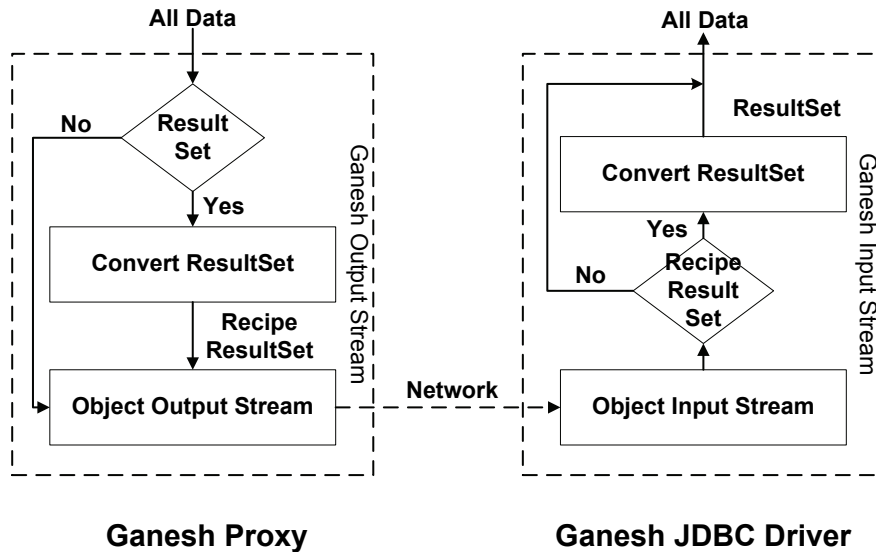 All Data
No
Result
Set
Yes
Convert ResultSet
Recipe
ResultSet
Object Output Stream
Ganesh Output Stream
Network
All Data
ResultSet
Convert ResultSet
Yes
No
Recipe
Result
Set
Object Input Stream
Ganesh Input Stream
Ganesh Proxy
Ganesh JDBC Driver